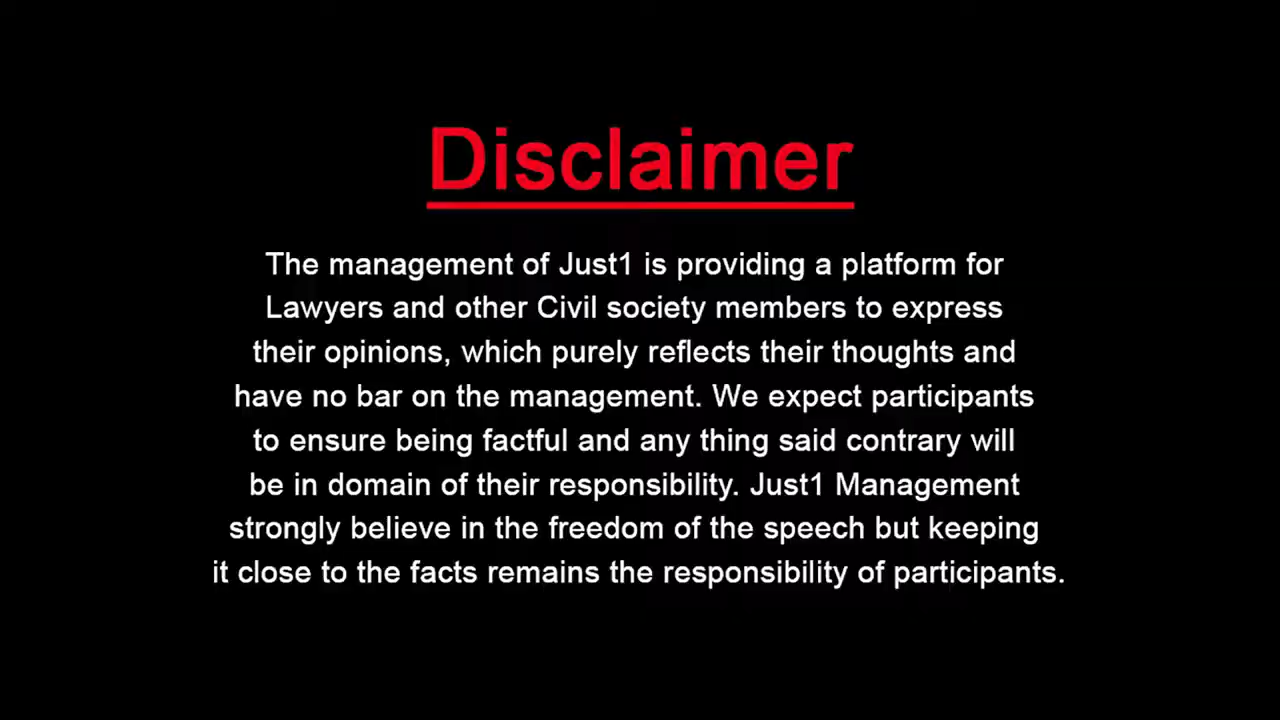 Disclaimer
The management of Just1 is providing a platform for
Lawyers and other Civil society members to express
their opinions, which purely reflects their thoughts and
have no bar on the management. We expect participants
to ensure being factful and any thing said contrary will
be in domain of their responsibility. Just1 Management
strongly believe in the freedom of the speech but keeping
it close to the facts remains the responsibility of participants.